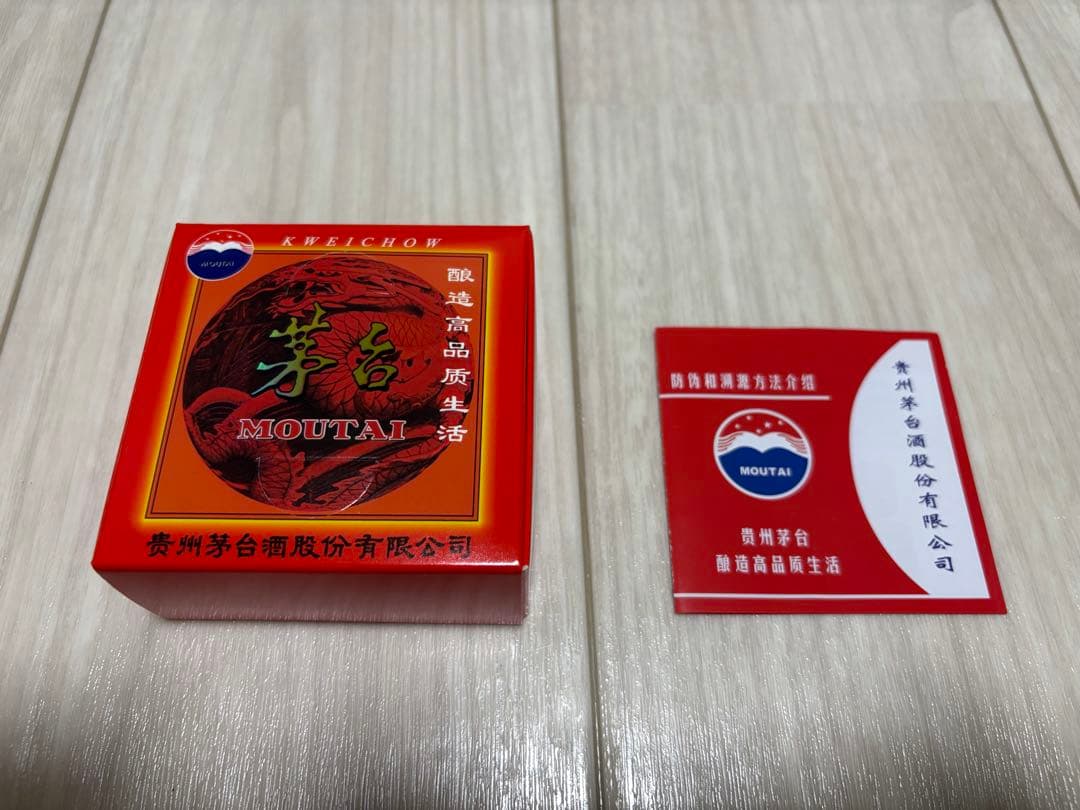 KWEICHOW
MOUTAI
酿造高品质生活
茅台
MOUTAI
贵州茅台酒股份有限公司
防伪和溯源方法介绍
MOUTAI
贵州茅台
酿造高品质生活
贵州茅台酒股份有限公司